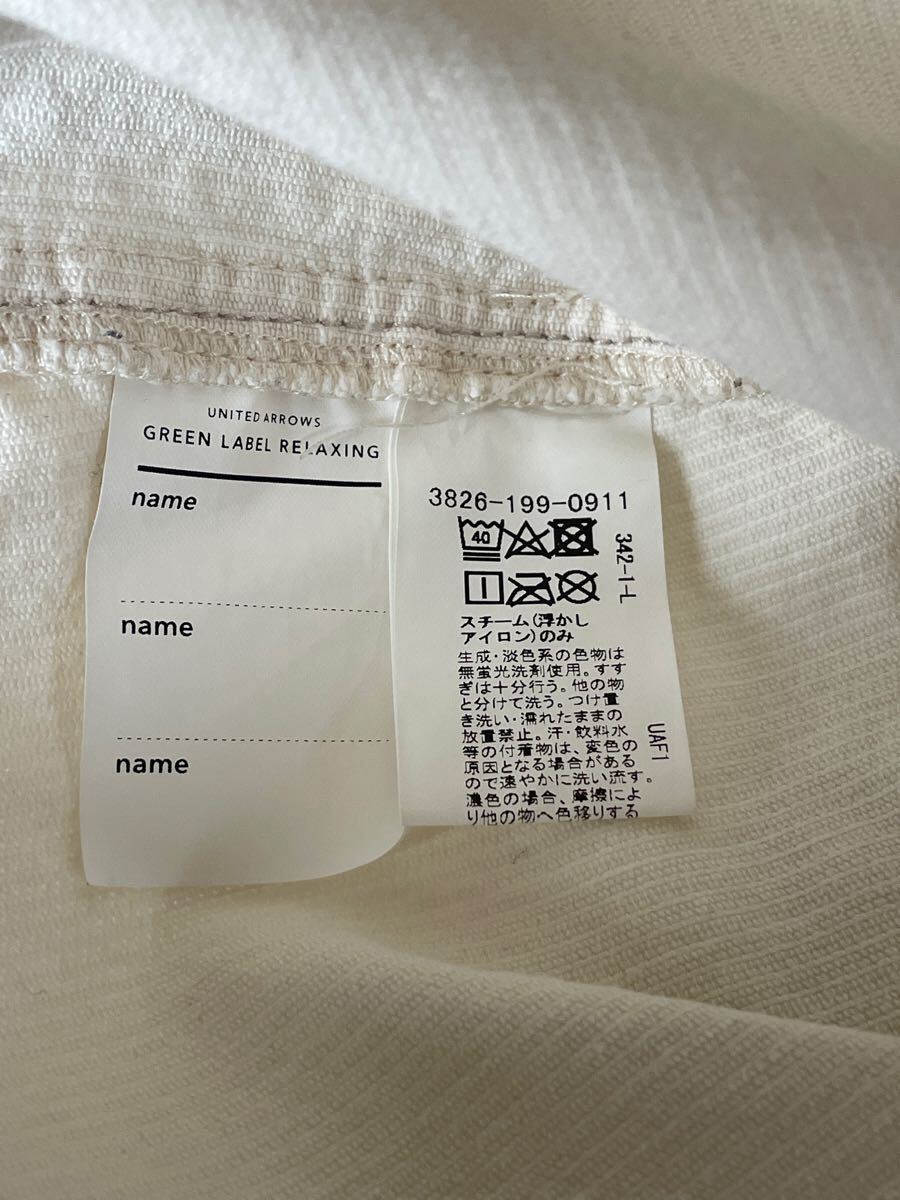 UNITED ARROWS
GREEN LABEL RELAXING
name
name
name
3826-199-0911
40
342-1-L
スチーム(浮かし
アイロン)のみ
生成・淡色系の色物は
無蛍光洗剤使用。すす
ぎは十分行う。他の物
と分けて洗う。つけ置
き洗い・濡れたままの
放置禁止。汗・飲料水
等の付着物は、変色の
原因となる場合がある
ので速やかに洗い流す。
濃色の場合、摩擦によ
り他の物へ色移りする
UAF1